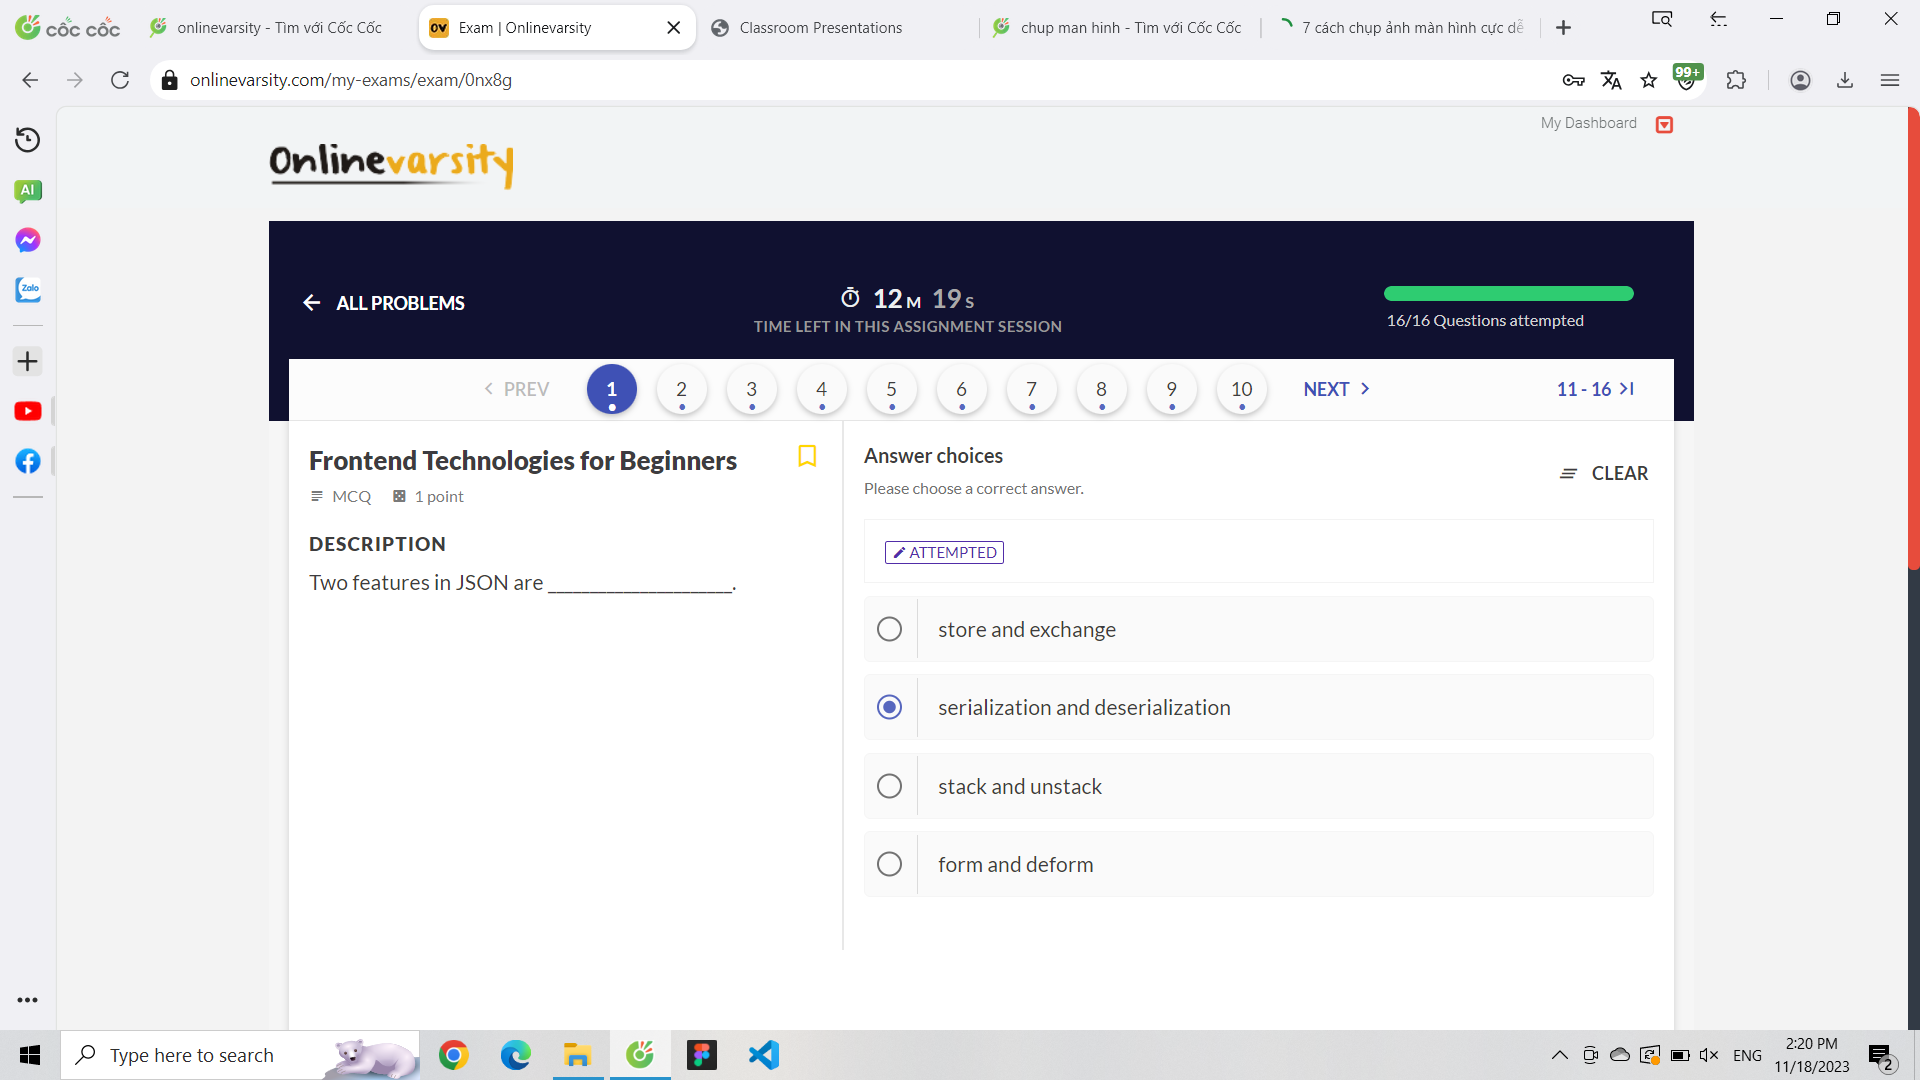 cốc cốc
onlinevarsity - Tìm với Cốc Cốc
OV
Exam | Onlinevarsity
Classroom Presentations
chup man hinh - Tìm với Cốc Cốc
7 cách chụp ảnh màn hình cực dễ
onlinevarsity.com/my-exams/exam/0nx8g
99+
My Dashboard
Onlinevarsity
AI
Zalo
ALL PROBLEMS
12 M 19 S
TIME LEFT IN THIS ASSIGNMENT SESSION
16/16 Questions attempted
PREV
1
2
3
4
5
6
7
8
9
10
NEXT
11 - 16
Frontend Technologies for Beginners
MCQ
1 point
DESCRIPTION
Two features in JSON are ______________________.
Answer choices
Please choose a correct answer.
CLEAR
ATTEMPTED
store and exchange
serialization and deserialization
stack and unstack
form and deform
Type here to search
ENG
2:20 PM
11/18/2023
2